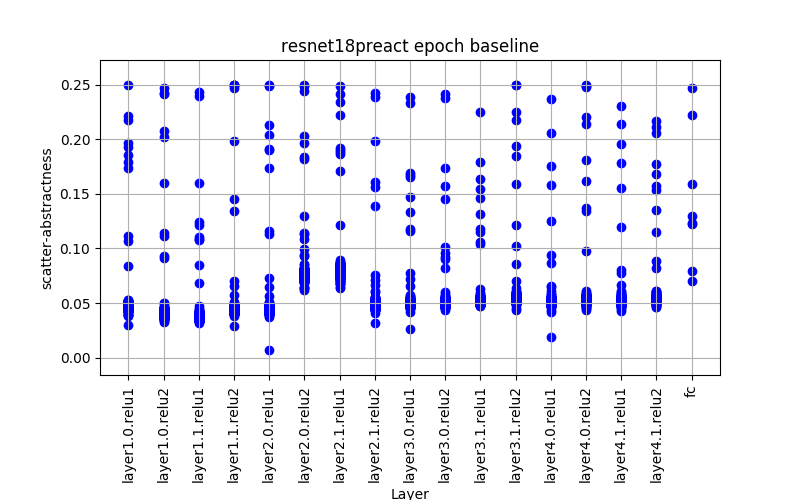 resnet18preact epoch baseline
scatter-abstractness
0.25
0.20
0.15
0.10
0.05
0.00
layer1.0.relu1
layer1.0.relu2
layer1.1.relu1
layer1.1.relu2
layer2.0.relu1
layer2.0.relu2
layer2.1.relu1
layer2.1.relu2
layer3.0.relu1
layer3.0.relu2
layer3.1.relu1
layer3.1.relu2
layer4.0.relu1
layer4.0.relu2
layer4.1.relu1
layer4.1.relu2
fc
Layer